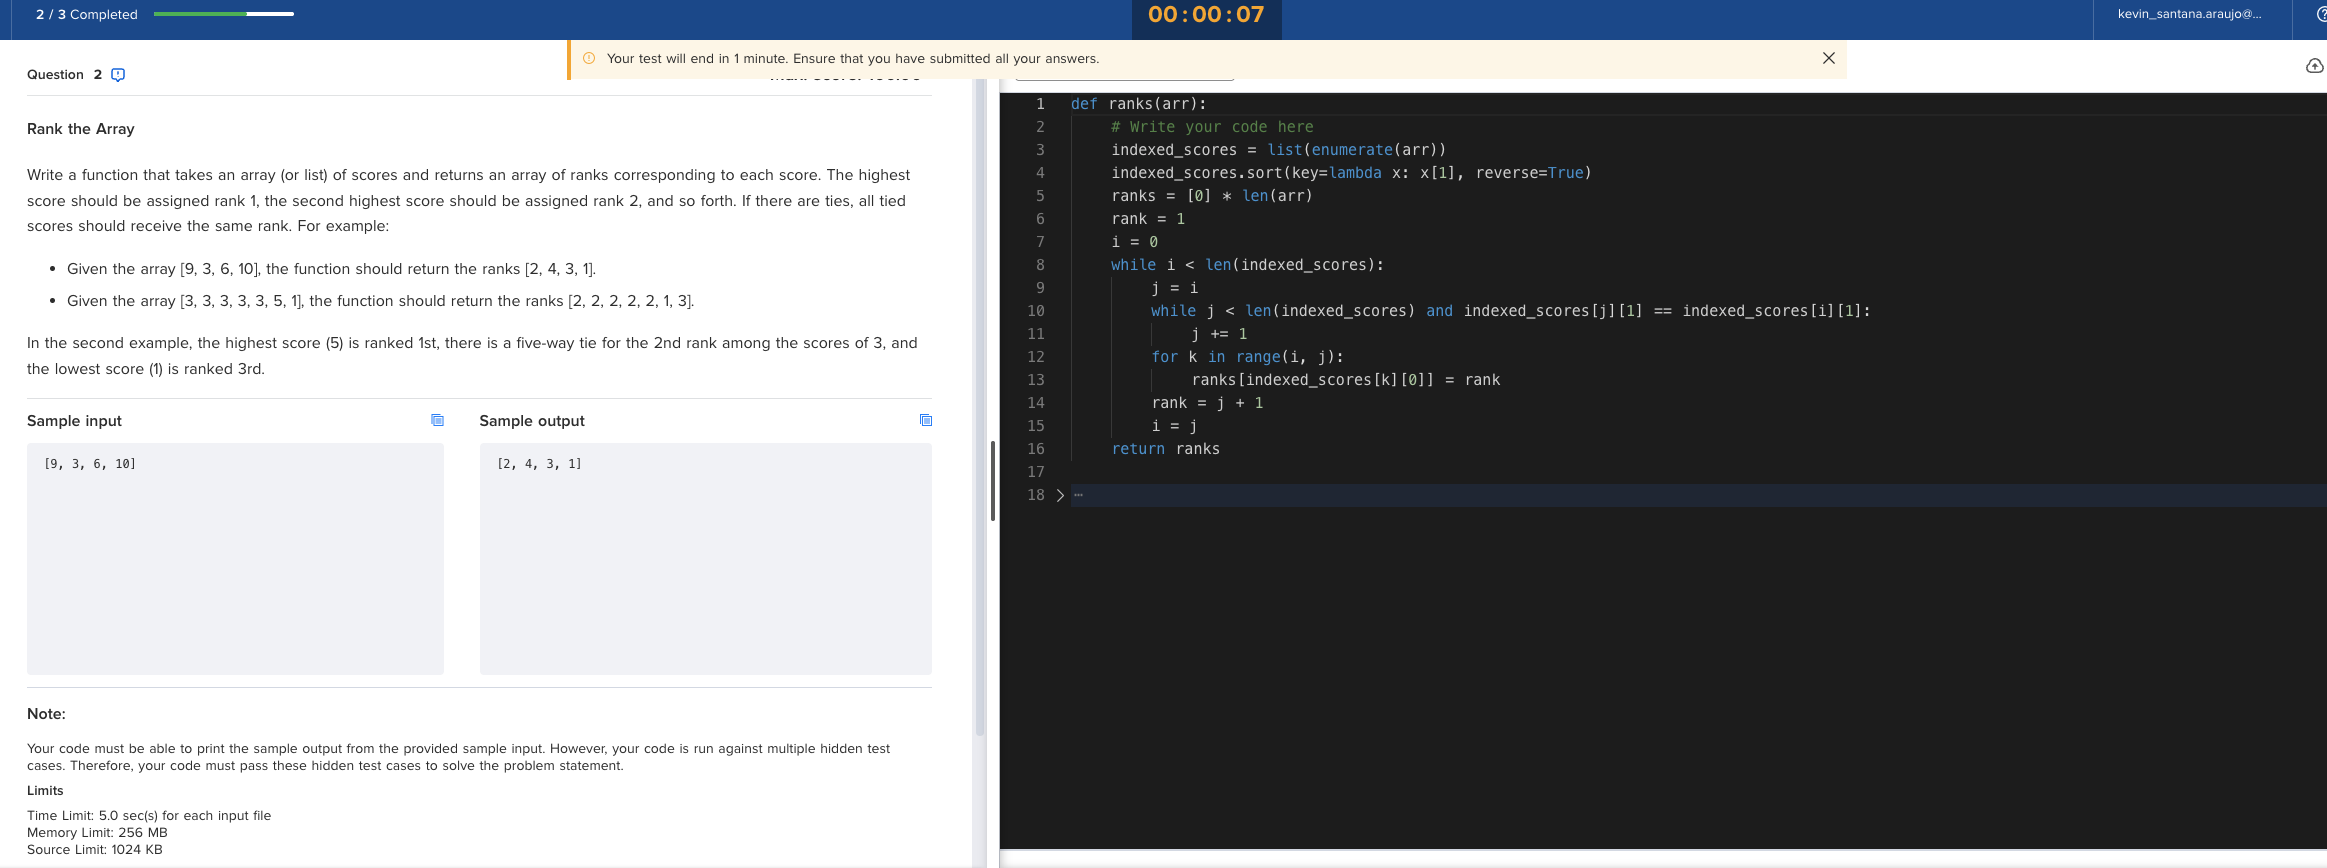 2 / 3 Completed
00:00:07
kevin_santana.araujo@...
Your test will end in 1 minute. Ensure that you have submitted all your answers.
Question 2
Rank the Array
Write a function that takes an array (or list) of scores and returns an array of ranks corresponding to each score. The highest
score should be assigned rank 1, the second highest score should be assigned rank 2, and so forth. If there are ties, all tied
scores should receive the same rank. For example:
• Given the array [9, 3, 6, 10], the function should return the ranks [2, 4, 3, 1].
• Given the array [3, 3, 3, 3, 3, 5, 1], the function should return the ranks [2, 2, 2, 2, 2, 1, 3].
In the second example, the highest score (5) is ranked 1st, there is a five-way tie for the 2nd rank among the scores of 3, and
the lowest score (1) is ranked 3rd.
Sample input
Sample output
[9, 3, 6, 10]
[2, 4, 3, 1]
Note:
Your code must be able to print the sample output from the provided sample input. However, your code is run against multiple hidden test
cases. Therefore, your code must pass these hidden test cases to solve the problem statement.
Limits
Time Limit: 5.0 sec(s) for each input file
Memory Limit: 256 MB
Source Limit: 1024 KB
1 def ranks(arr):
2     # Write your code here
3     indexed_scores = list(enumerate(arr))
4     indexed_scores.sort(key=lambda x: x[1], reverse=True)
5     ranks = [0] * len(arr)
6     rank = 1
7     i = 0
8     while i < len(indexed_scores):
9         j = i
10         while j < len(indexed_scores) and indexed_scores[j][1] == indexed_scores[i][1]:
11             j += 1
12         for k in range(i, j):
13             ranks[indexed_scores[k][0]] = rank
14         rank = j + 1
15         i = j
16     return ranks
17
18 > …